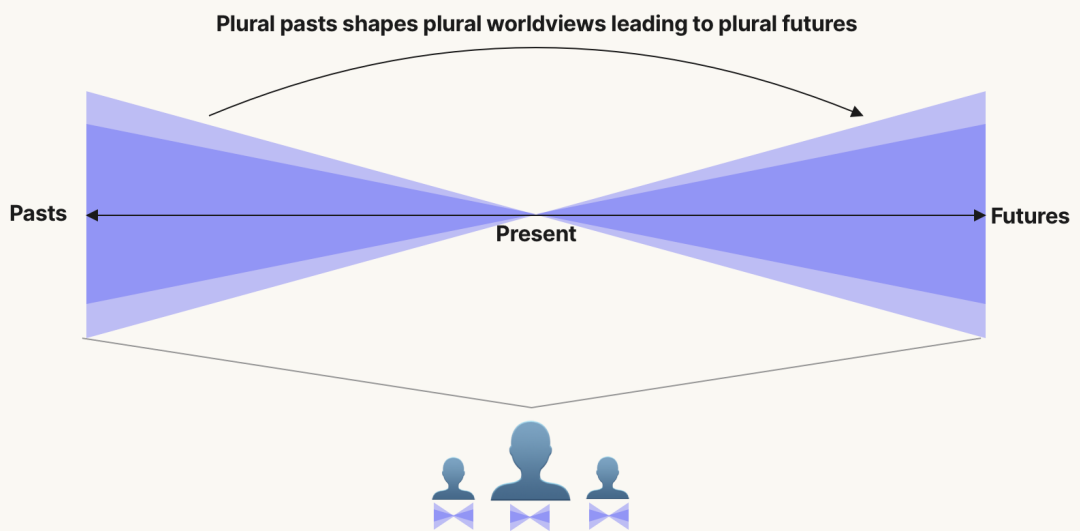 Plural pasts shapes plural worldviews leading to plural futures
Pasts
Futures
Present